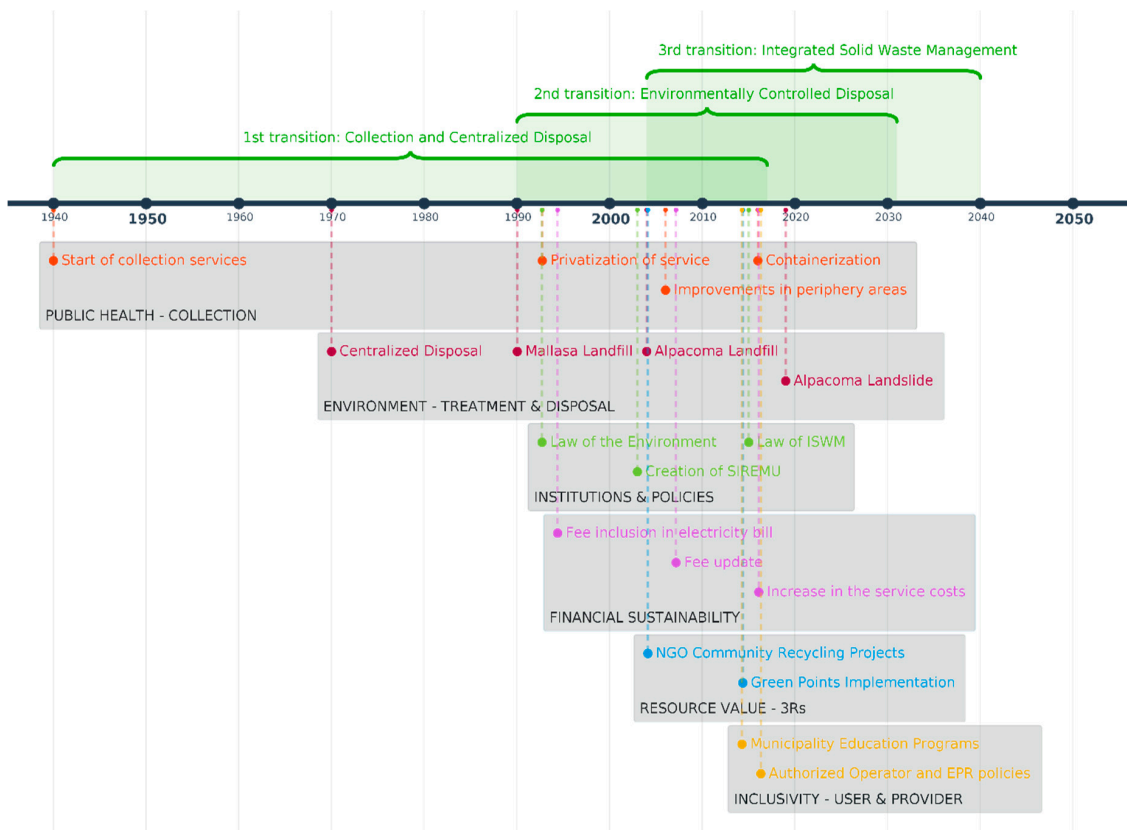 3rd transition: Integrated Solid Waste Management
2nd transition: Environmentally Controlled Disposal
1st transition: Collection and Centralized Disposal
1940 1950 1960 1970 1980 1990 2000 2010 2020 2030 2040 2050
Start of collection services Privatization of service Containerization
Improvements in periphery areas
PUBLIC HEALTH - COLLECTION
Centralized Disposal Mallasa Landfill Alpacoma Landfill
Alpacoma Landslide
ENVIRONMENT - TREATMENT & DISPOSAL
Law of the Environment Law of ISWM
Creation of SIREMU
INSTITUTIONS & POLICIES
Fee inclusion in electricity bill
Fee update
Increase in the service costs
FINANCIAL SUSTAINABILITY
NGO Community Recycling Projects
Green Points Implementation
RESOURCE VALUE - 3Rs
Municipality Education Programs
Authorized Operator and EPR policies
INCLUSIVITY - USER & PROVIDER